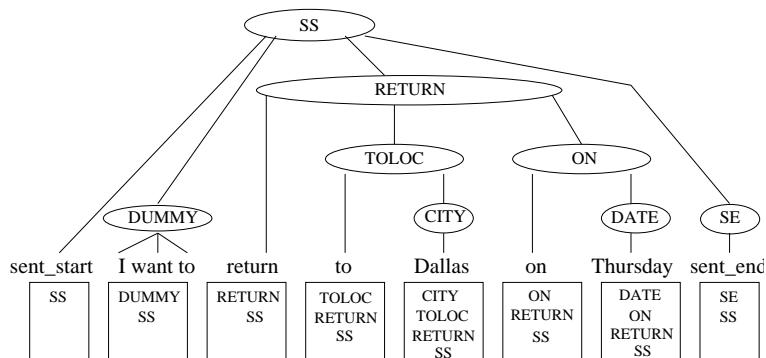 SS
RETURN
TOLOC ON
DUMMY CITY DATE SE
sent_start I want to return to Dallas on Thursday sent_end
SS DUMMY RETURN TOLOC CITY ON DATE SE
SS SS RETURN TOLOC RETURN ON SS
SS RETURN SS RETURN
SS SS